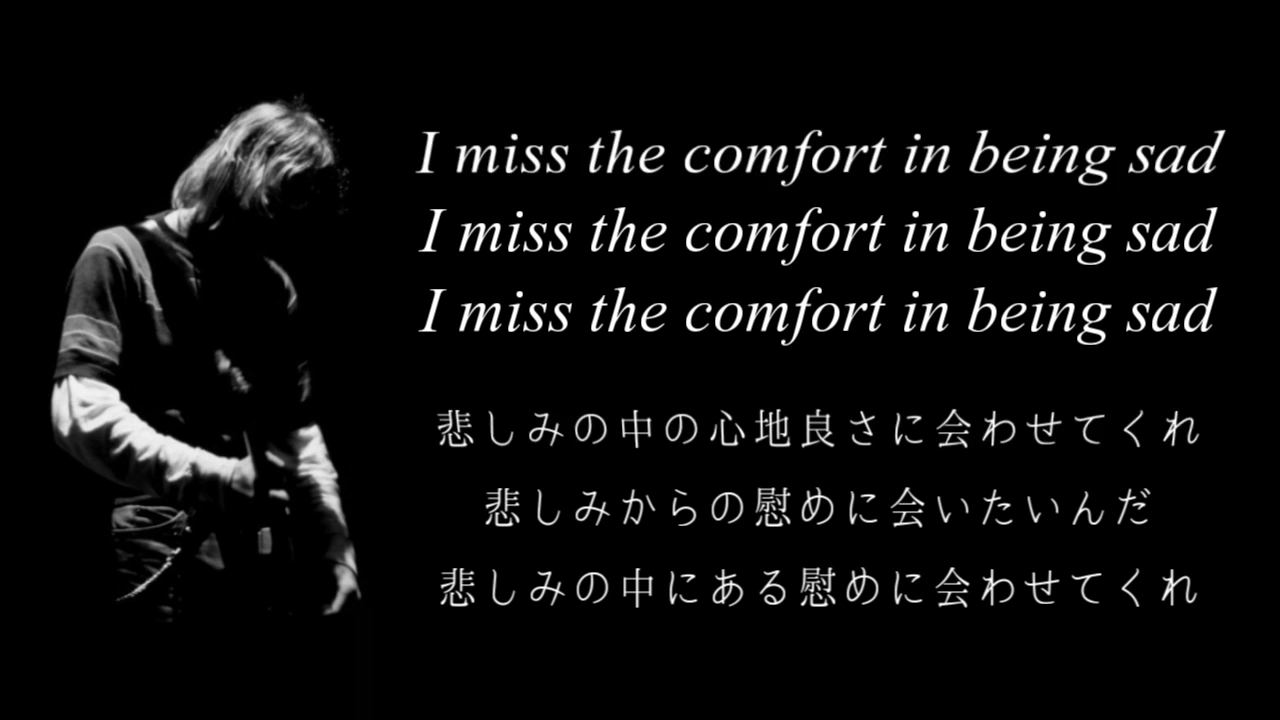 I miss the comfort in being sad
I miss the comfort in being sad
I miss the comfort in being sad
悲しみの中の心地良さに会わせてくれ
悲しみからの慰めに会いたいんだ
悲しみの中にある慰めに会わせてくれ